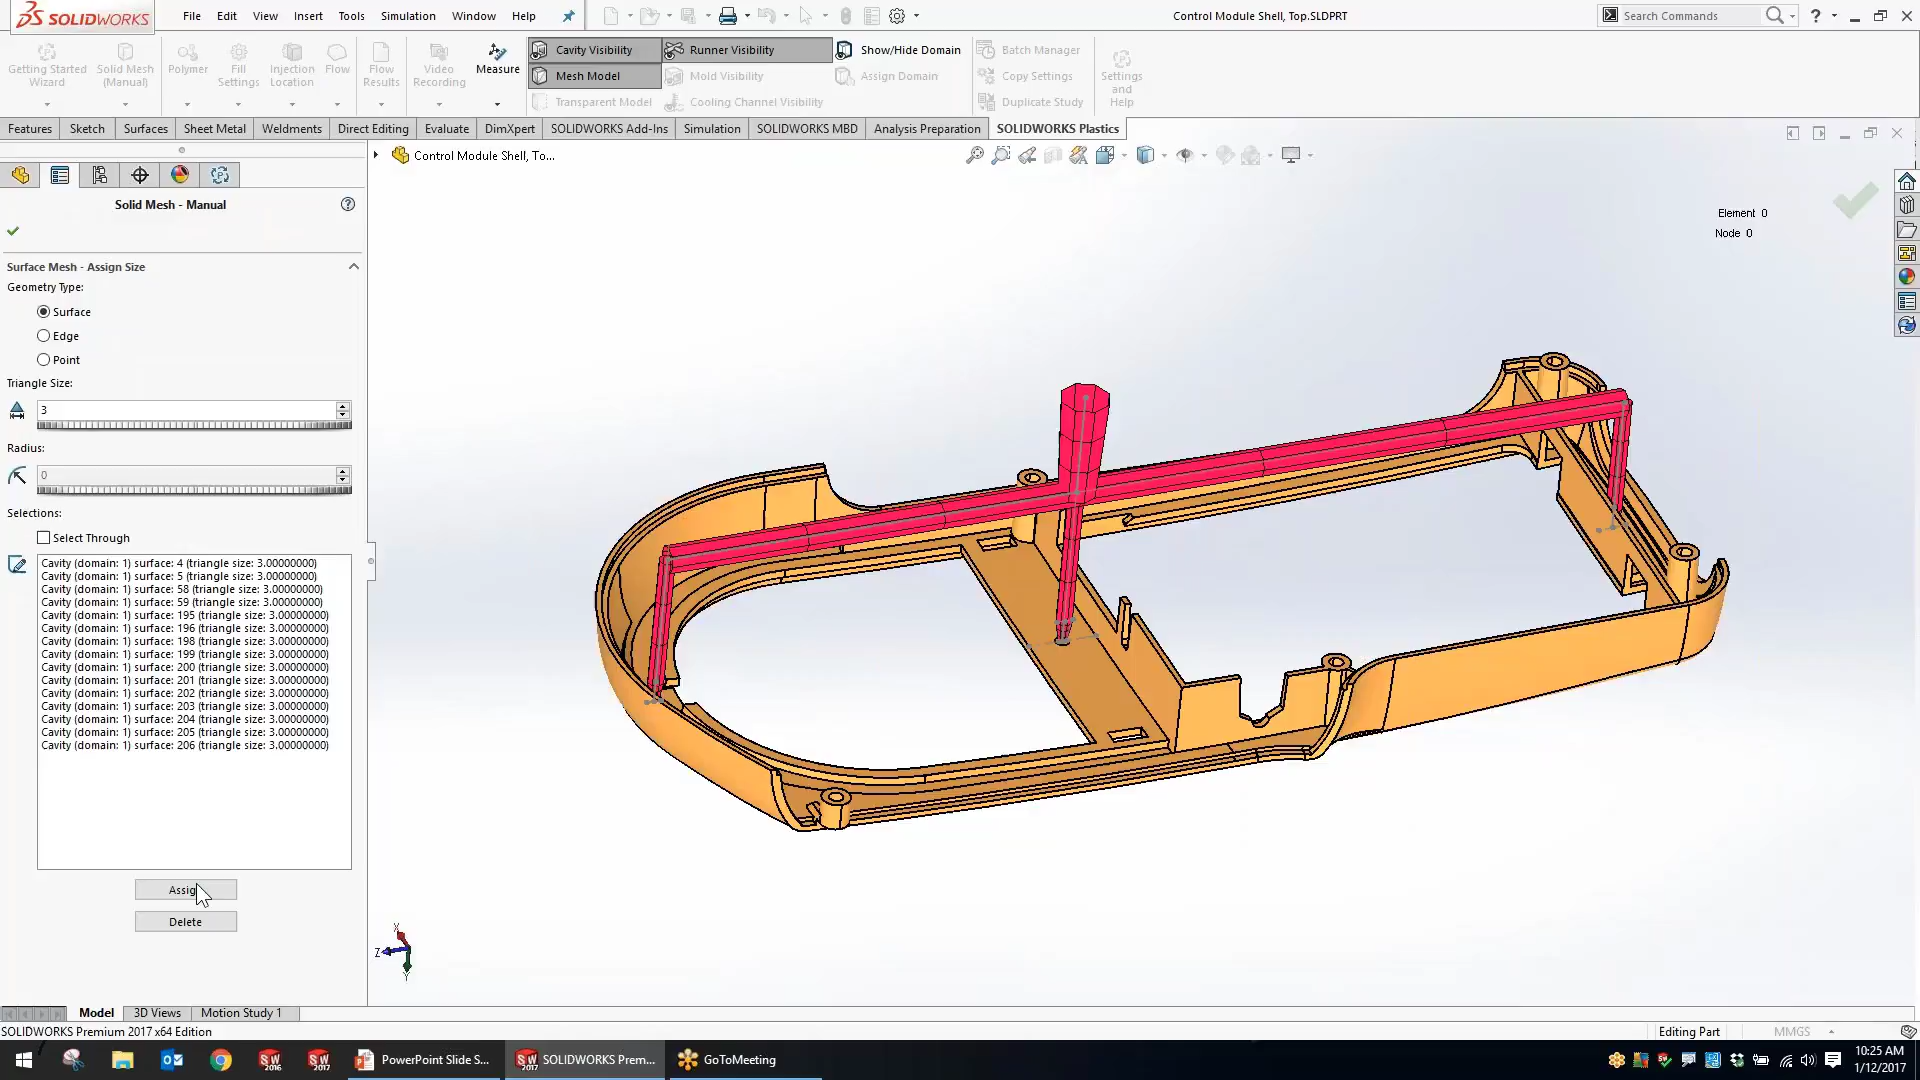 SOLIDWORKS File Edit View Insert Tools Simulation Window Help Control Module Shell, Top.SLDPRT Search Commands ?
Getting Started Wizard
Solid Mesh (Manual)
Polymer
Fill Settings
Injection Location
Flow
Flow Results
Video Recording
Measure
Cavity Visibility
Runner Visibility
Show/Hide Domain
Batch Manager
Mesh Model
Mold Visibility
Assign Domain
Copy Settings
Transparent Model
Cooling Channel Visibility
Duplicate Study
Settings and Help
Features Sketch Surfaces Sheet Metal Weldments Direct Editing Evaluate DimXpert SOLIDWORKS Add-Ins Simulation SOLIDWORKS MBD Analysis Preparation SOLIDWORKS Plastics
Control Module Shell, To...
Solid Mesh - Manual
Element 0
Node 0
Surface Mesh - Assign Size
Geometry Type:
Surface
Edge
Point
Triangle Size:
3
Radius:
0
Selections:
Select Through
Cavity (domain: 1) surface: 4 (triangle size: 3.00000000)
Cavity (domain: 1) surface: 5 (triangle size: 3.00000000)
Cavity (domain: 1) surface: 58 (triangle size: 3.00000000)
Cavity (domain: 1) surface: 59 (triangle size: 3.00000000)
Cavity (domain: 1) surface: 195 (triangle size: 3.00000000)
Cavity (domain: 1) surface: 196 (triangle size: 3.00000000)
Cavity (domain: 1) surface: 198 (triangle size: 3.00000000)
Cavity (domain: 1) surface: 199 (triangle size: 3.00000000)
Cavity (domain: 1) surface: 200 (triangle size: 3.00000000)
Cavity (domain: 1) surface: 201 (triangle size: 3.00000000)
Cavity (domain: 1) surface: 202 (triangle size: 3.00000000)
Cavity (domain: 1) surface: 203 (triangle size: 3.00000000)
Cavity (domain: 1) surface: 204 (triangle size: 3.00000000)
Cavity (domain: 1) surface: 205 (triangle size: 3.00000000)
Cavity (domain: 1) surface: 206 (triangle size: 3.00000000)
Assig
Delete
X
Z
Y
Model 3D Views Motion Study 1
SOLIDWORKS Premium 2017 x64 Edition Editing Part MMGS
PowerPoint Slide S... SOLIDWORKS Prem... GoToMeeting 10:25 AM
1/12/2017